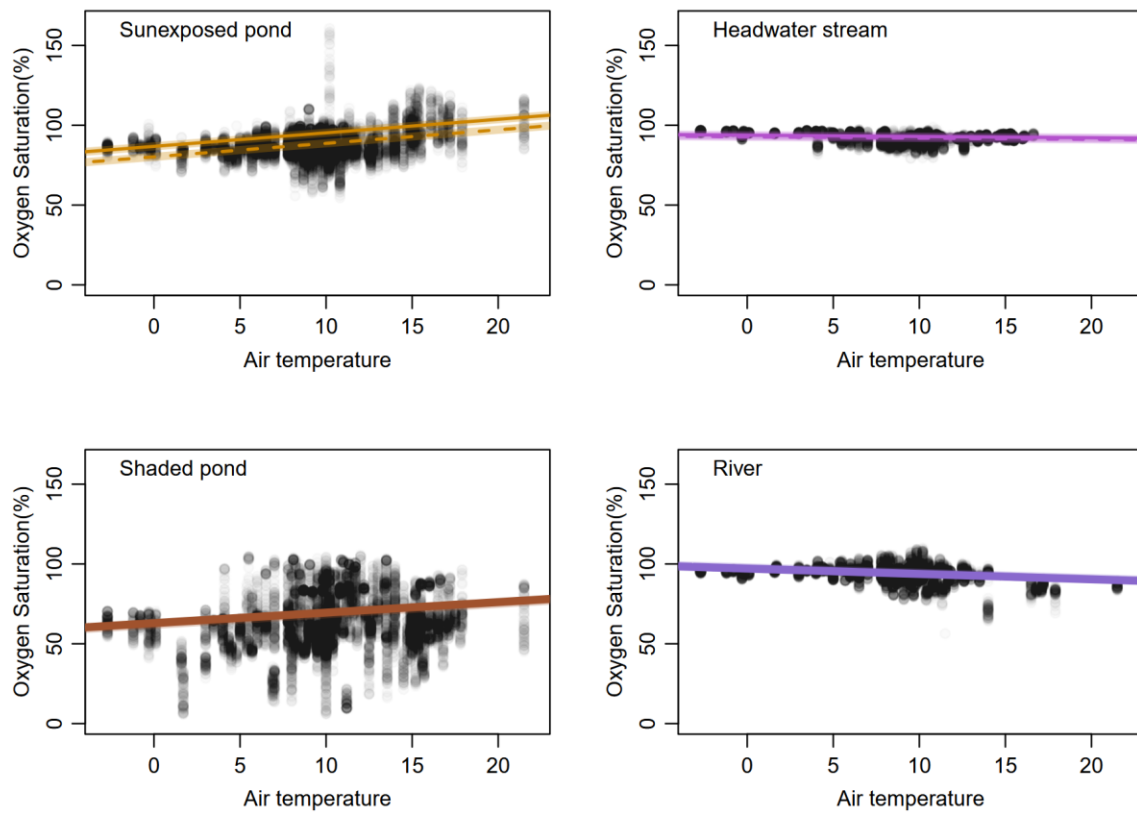 Sunexposed pond
Oxygen Saturation(%)
0 50 100 150
0 5 10 15 20
Air temperature
Headwater stream
Oxygen Saturation(%)
0 50 100 150
0 5 10 15 20
Air temperature
Shaded pond
Oxygen Saturation(%)
0 50 100 150
0 5 10 15 20
Air temperature
River
Oxygen Saturation(%)
0 50 100 150
0 5 10 15 20
Air temperature